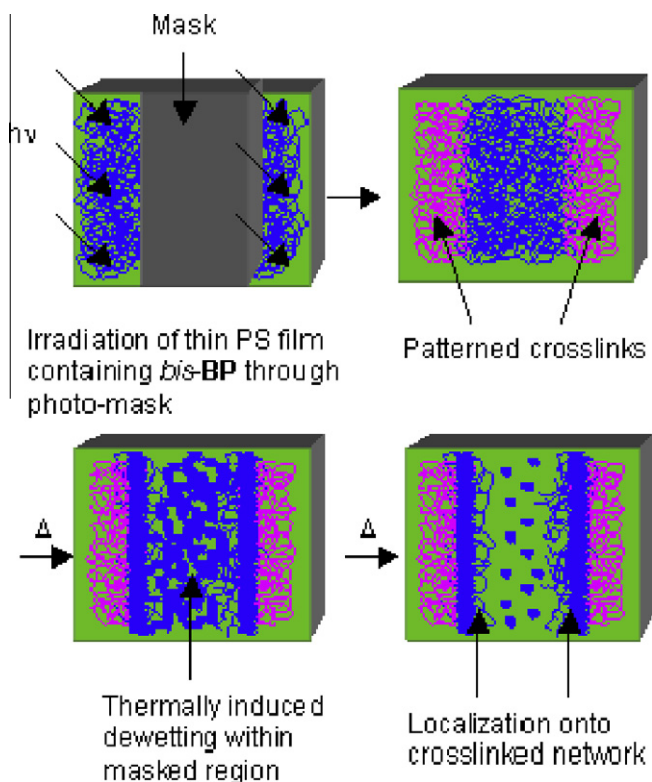 Mask
hν
Irradiation of thin PS film
containing bis-BP through
photo-mask
Patterned crosslinks
Δ
Δ
Thermally induced
dewetting within
masked region
Localization onto
crosslinked network